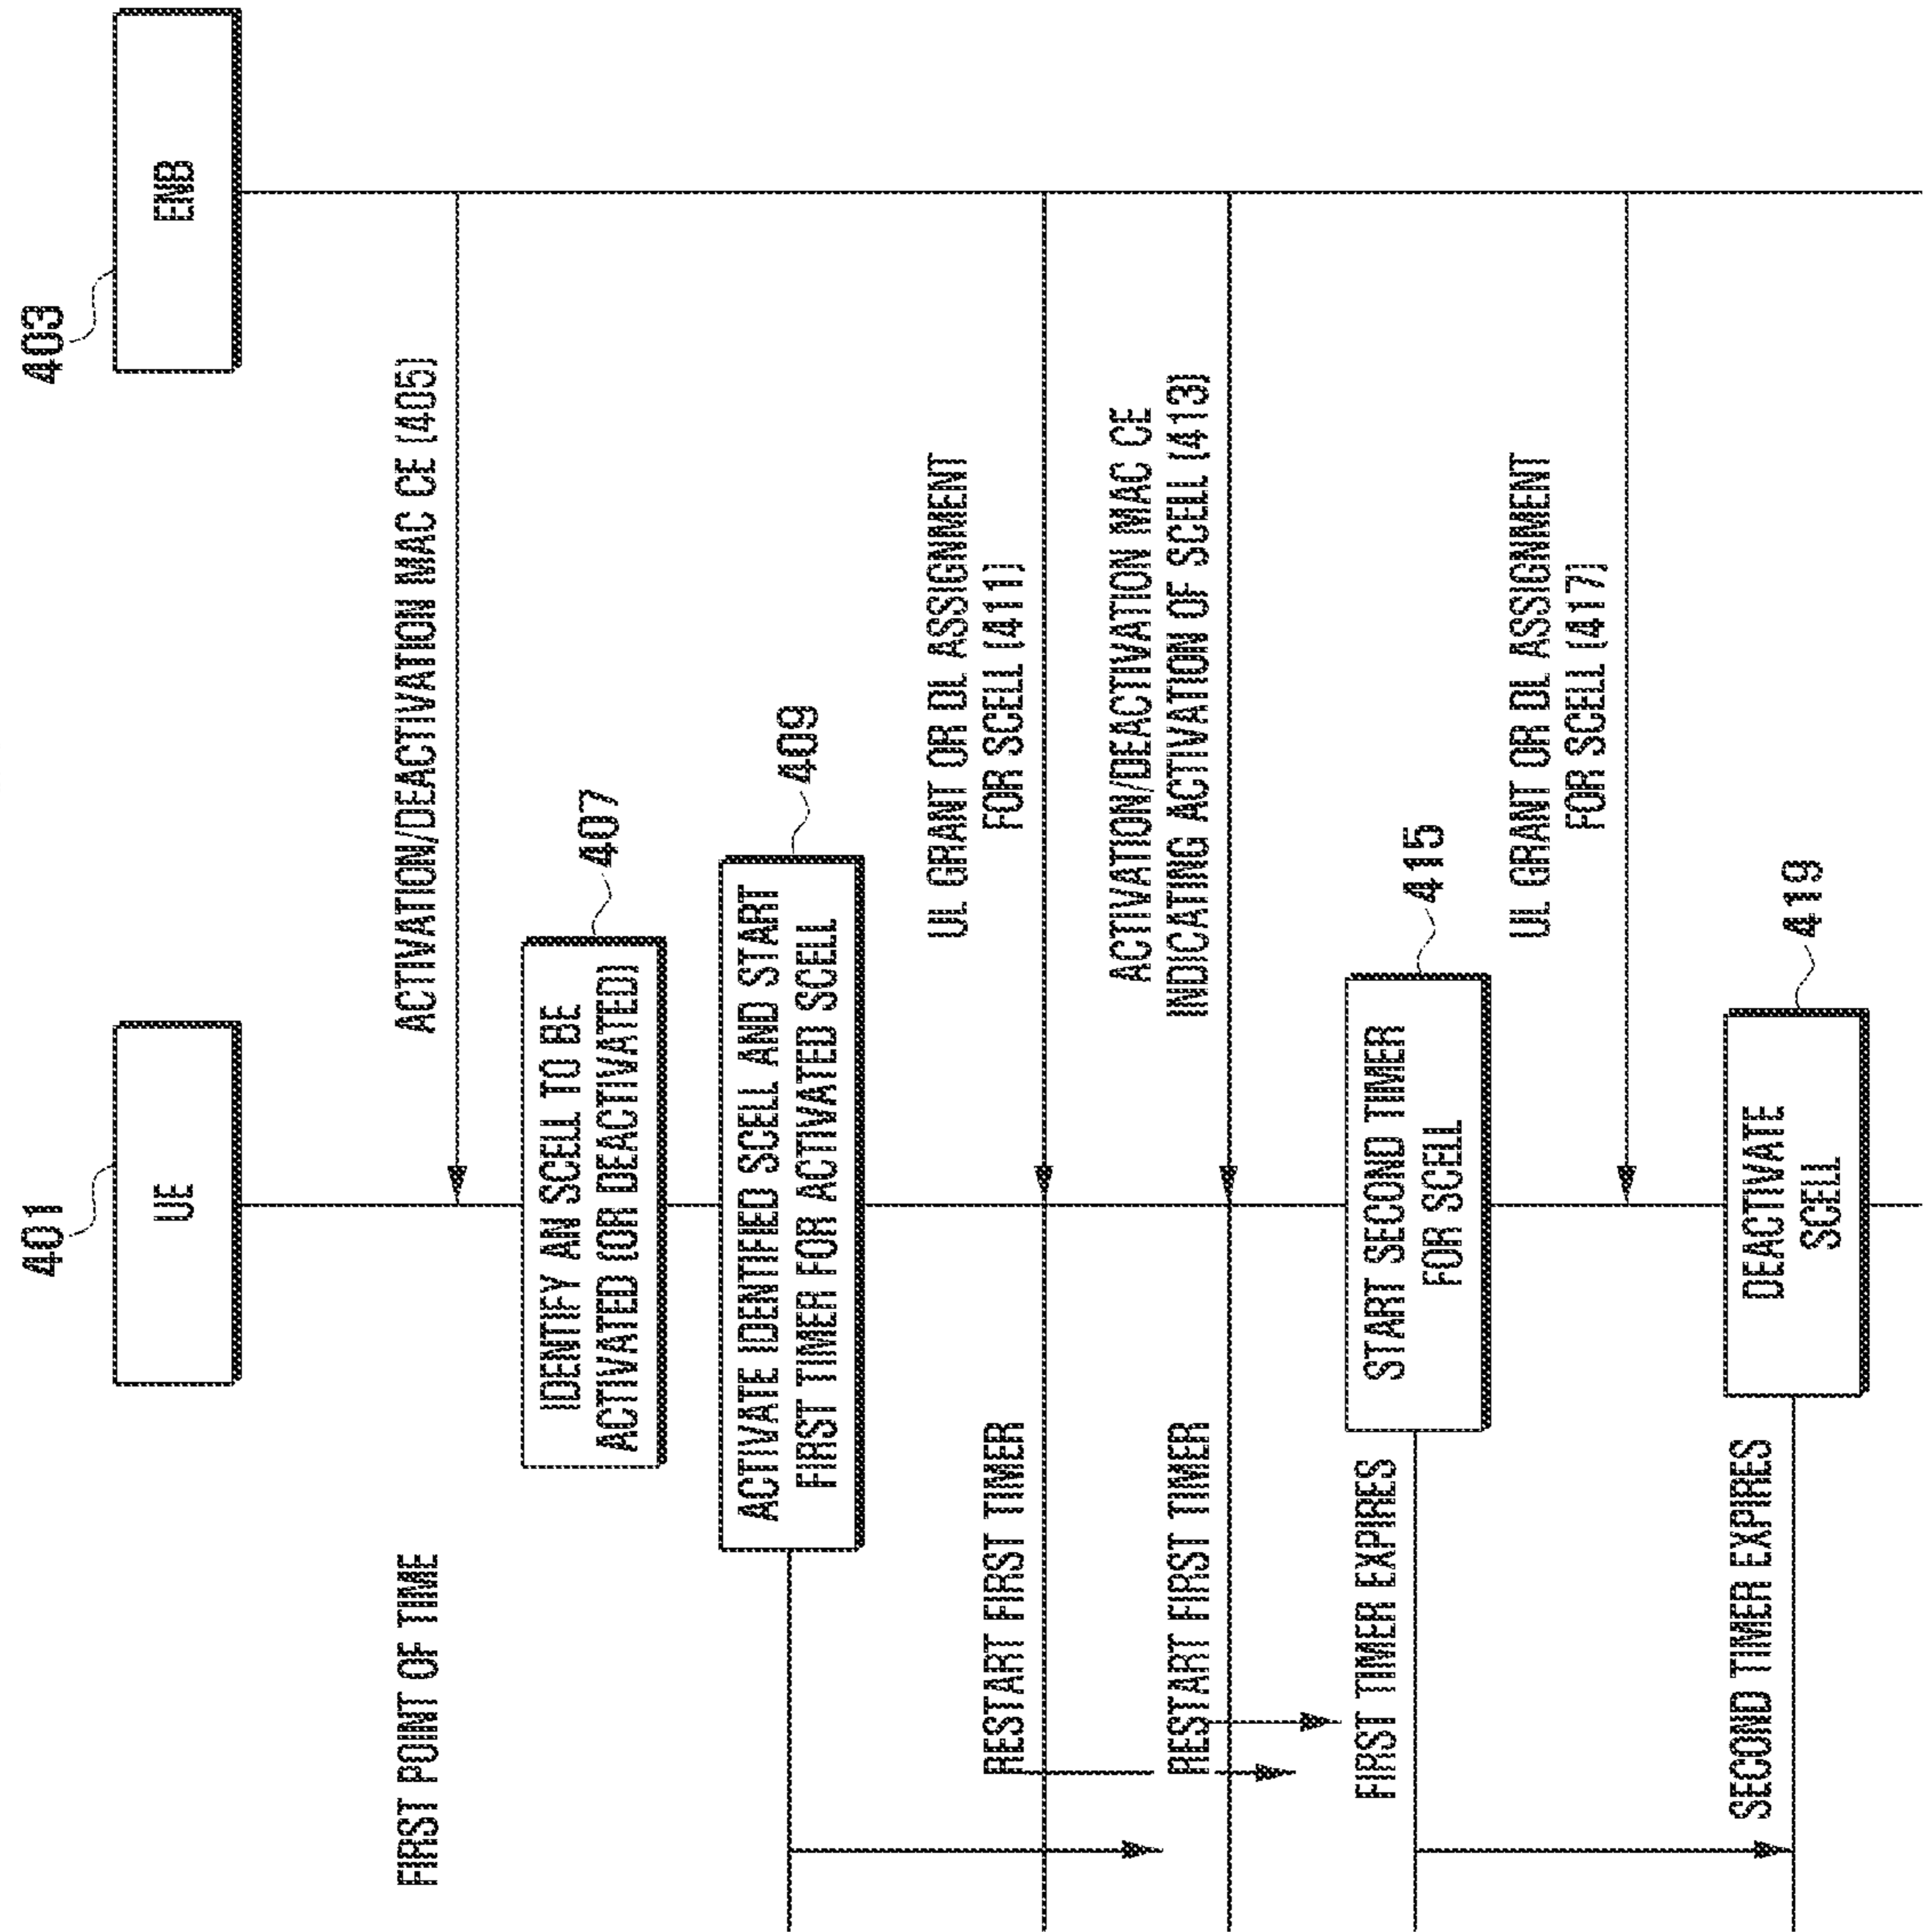 401
403
UE
ENB
FIRST POINT OF TIME
ACTIVATION/DEACTIVATION MAC CE (405)
IDENTIFY AN SCELL TO BE
ACTIVATED (OR DEACTIVATED)
407
ACTIVATE IDENTIFIED SCELL AND START
FIRST TIMER FOR ACTIVATED SCELL
409
UL GRANT OR DL ASSIGNMENT
FOR SCELL (411)
RESTART FIRST TIMER
ACTIVATION/DEACTIVATION MAC CE
INDICATING ACTIVATION OF SCELL (413)
RESTART FIRST TIMER
FIRST TIMER EXPIRES
START SECOND TIMER
FOR SCELL
415
UL GRANT OR DL ASSIGNMENT
FOR SCELL (417)
SECOND TIMER EXPIRES
DEACTIVATE
SCELL
419